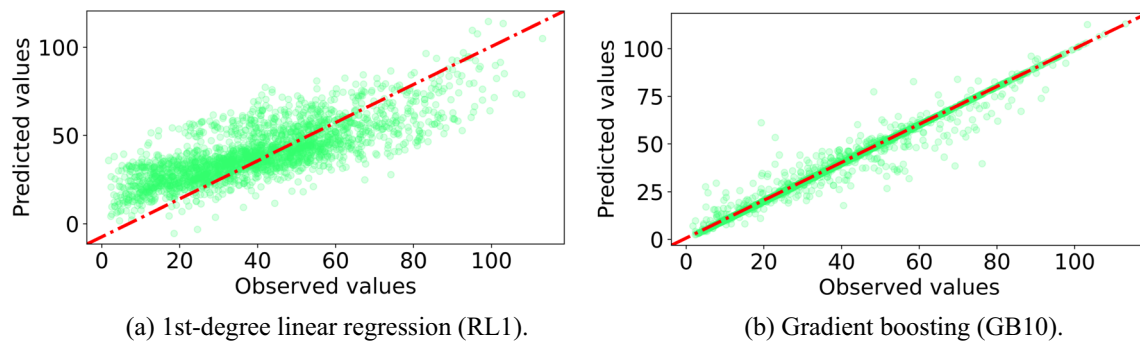 100
50
0
Predicted values
0 20 40 60 80 100
Observed values
(a) 1st-degree linear regression (RL1).
100
75
50
25
0
Predicted values
0 20 40 60 80 100
Observed values
(b) Gradient boosting (GB10).